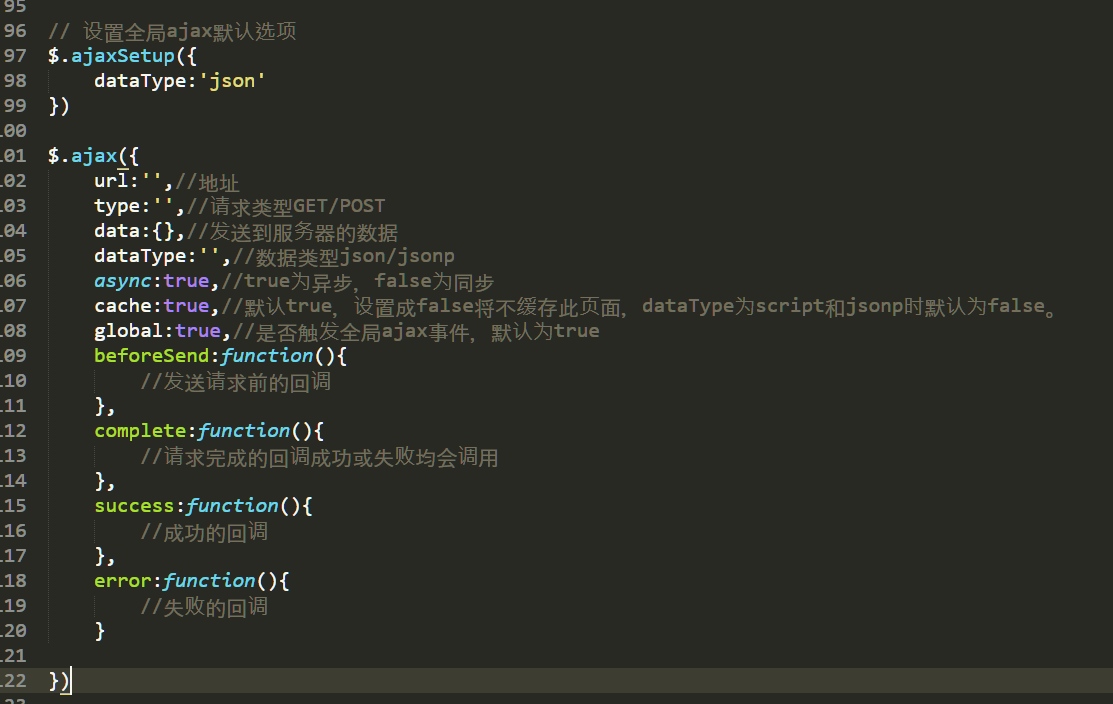 95
96 // 设置全局ajax默认选项
97 $.ajaxSetup({
98 dataType:'json'
99 })
100
101 $.ajax({
102 url:'',//地址
103 type:'',//请求类型GET/POST
104 data:{},//发送到服务器的数据
105 dataType:'',//数据类型json/jsonp
106 async:true,//true为异步，false为同步
107 cache:true,//默认true，设置成false将不缓存此页面，dataType为script和jsonp时默认为false。
108 global:true,//是否触发全局ajax事件，默认为true
109 beforeSend:function(){
110 //发送请求前的回调
111 },
112 complete:function(){
113 //请求完成的回调成功或失败均会调用
114 },
115 success:function(){
116 //成功的回调
117 },
118 error:function(){
119 //失败的回调
120 }
121
122 })